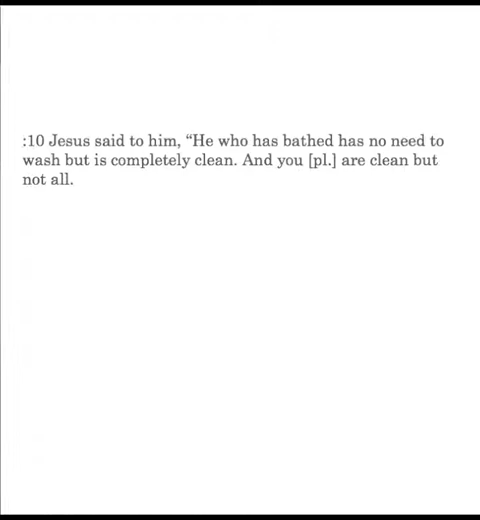 :10 Jesus said to him, “He who has bathed has no need to
wash but is completely clean. And you [pl.] are clean but
not all.